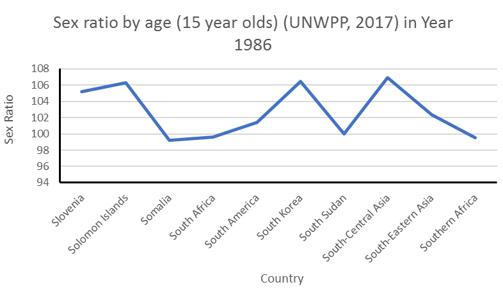 Sex ratio by age (15 year olds) (UNWPP, 2017) in Year
1986
Sex Ratio
108
106
104
102
100
98
96
94
Slovenia
Solomon Islands
Somalia
South Africa
South America
South Korea
South Sudan
South-Central Asia
South-Eastern Asia
Southern Africa
Country